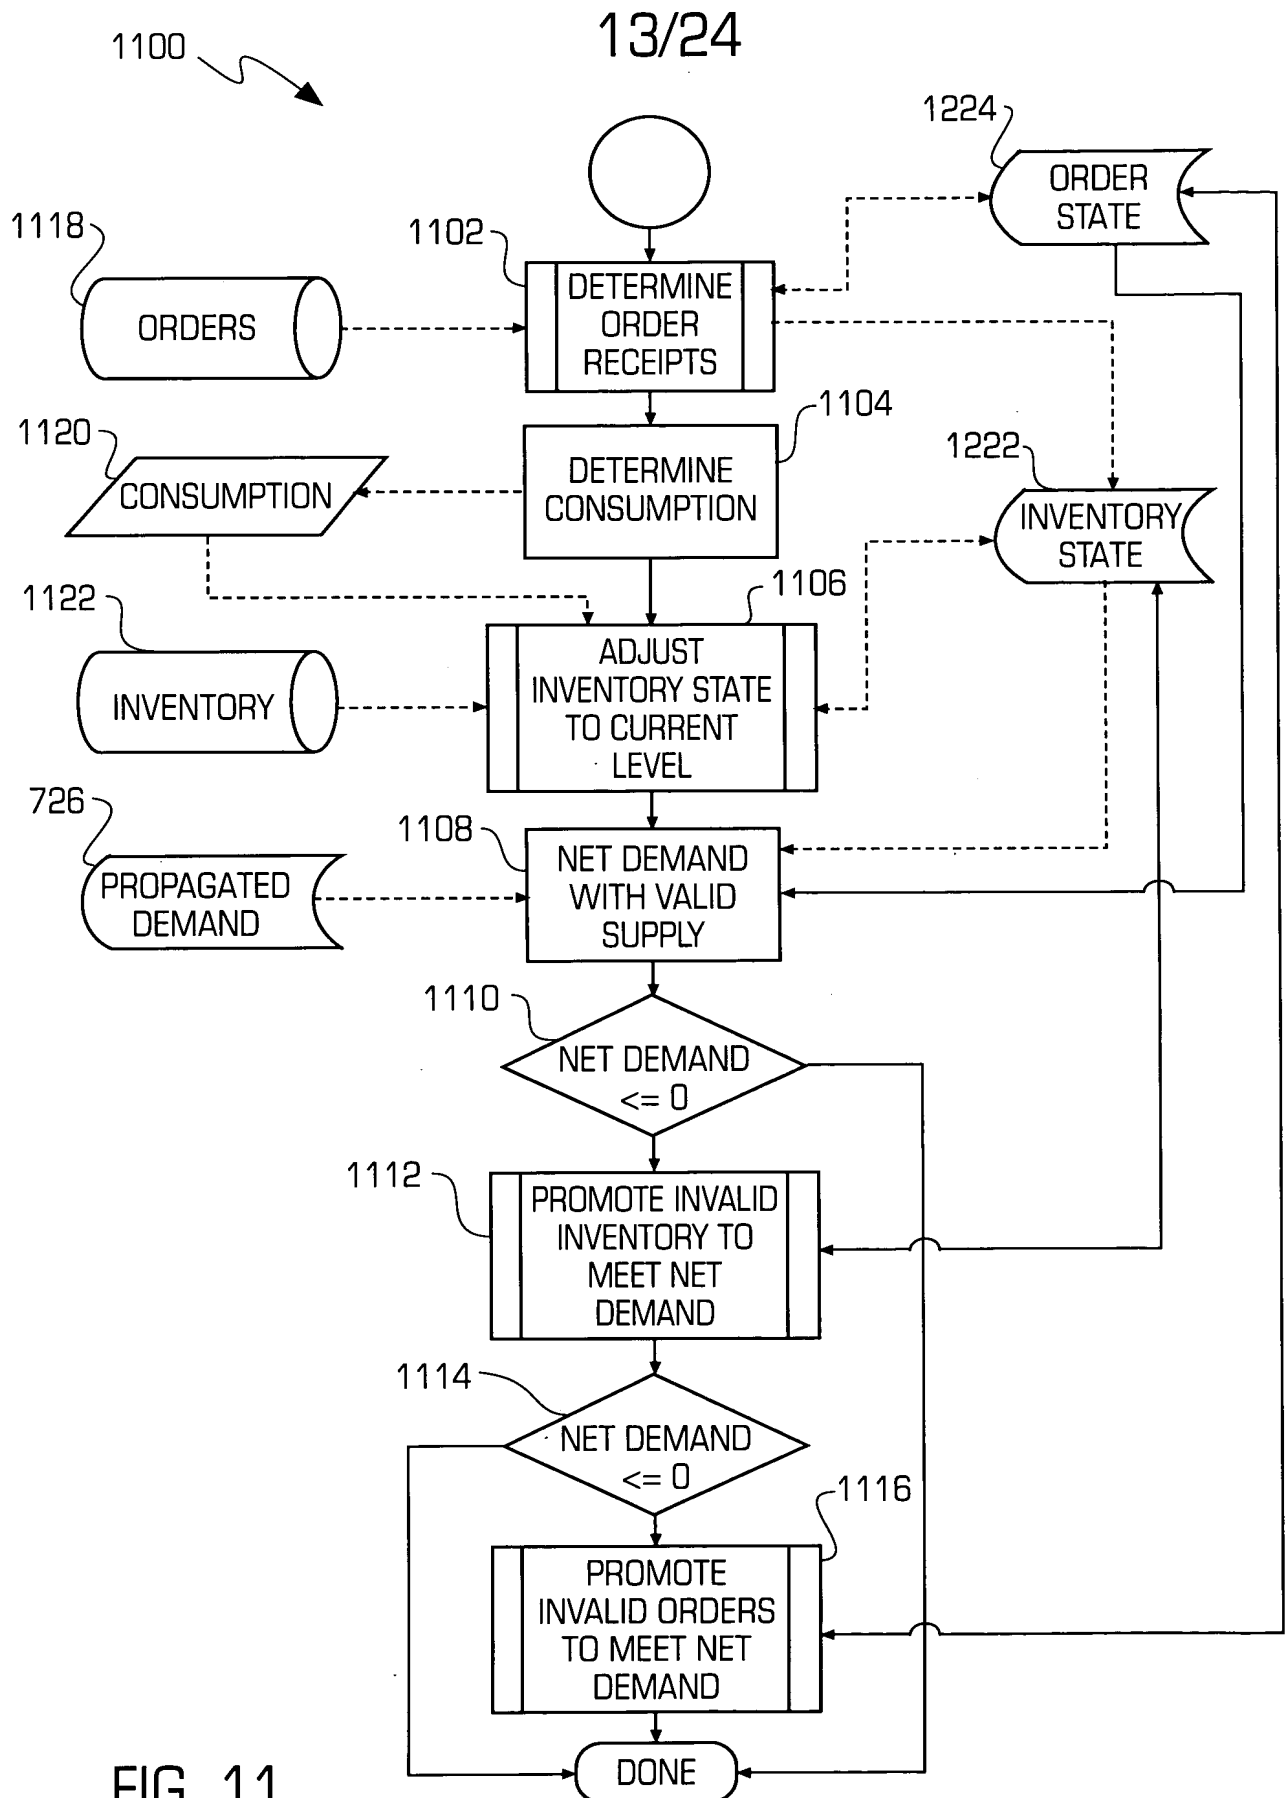 13/24
1100
1224
ORDER
STATE
1118
1102
ORDERS
DETERMINE
ORDER
RECEIPTS
1104
1120
CONSUMPTION
DETERMINE
CONSUMPTION
1222
INVENTORY
STATE
1122
1106
INVENTORY
ADJUST
INVENTORY STATE
TO CURRENT
LEVEL
726
1108
PROPAGATED
DEMAND
NET DEMAND
WITH VALID
SUPPLY
1110
NET DEMAND
<= 0
1112
PROMOTE INVALID
INVENTORY TO
MEET NET
DEMAND
1114
NET DEMAND
<= 0
1116
PROMOTE
INVALID ORDERS
TO MEET NET
DEMAND
DONE
FIG. 11